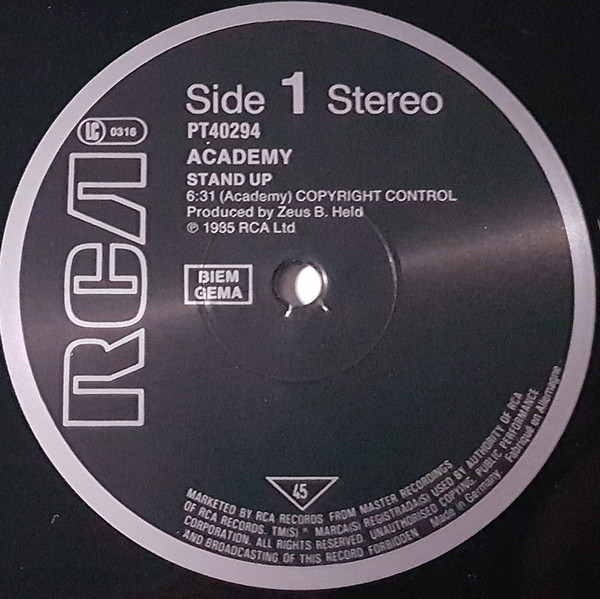 Side 1 Stereo
LC 0316
PT40294
ACADEMY
STAND UP
6:31 (Academy) COPYRIGHT CONTROL
Produced by Zeus B. Held
℗ 1985 RCA Ltd
RCA
BIEM
GEMA
45
MARKETED BY RCA RECORDS FROM MASTER RECORDINGS
OF RCA RECORDS. TM(S) ® MARCA(S) REGISTRADA(S) USED BY AUTHORITY OF RCA
CORPORATION. ALL RIGHTS RESERVED. UNAUTHORISED COPYING, PUBLIC PERFORMANCE
AND BROADCASTING OF THIS RECORD FORBIDDEN Made in Germany. Fabriqué en Allemagne